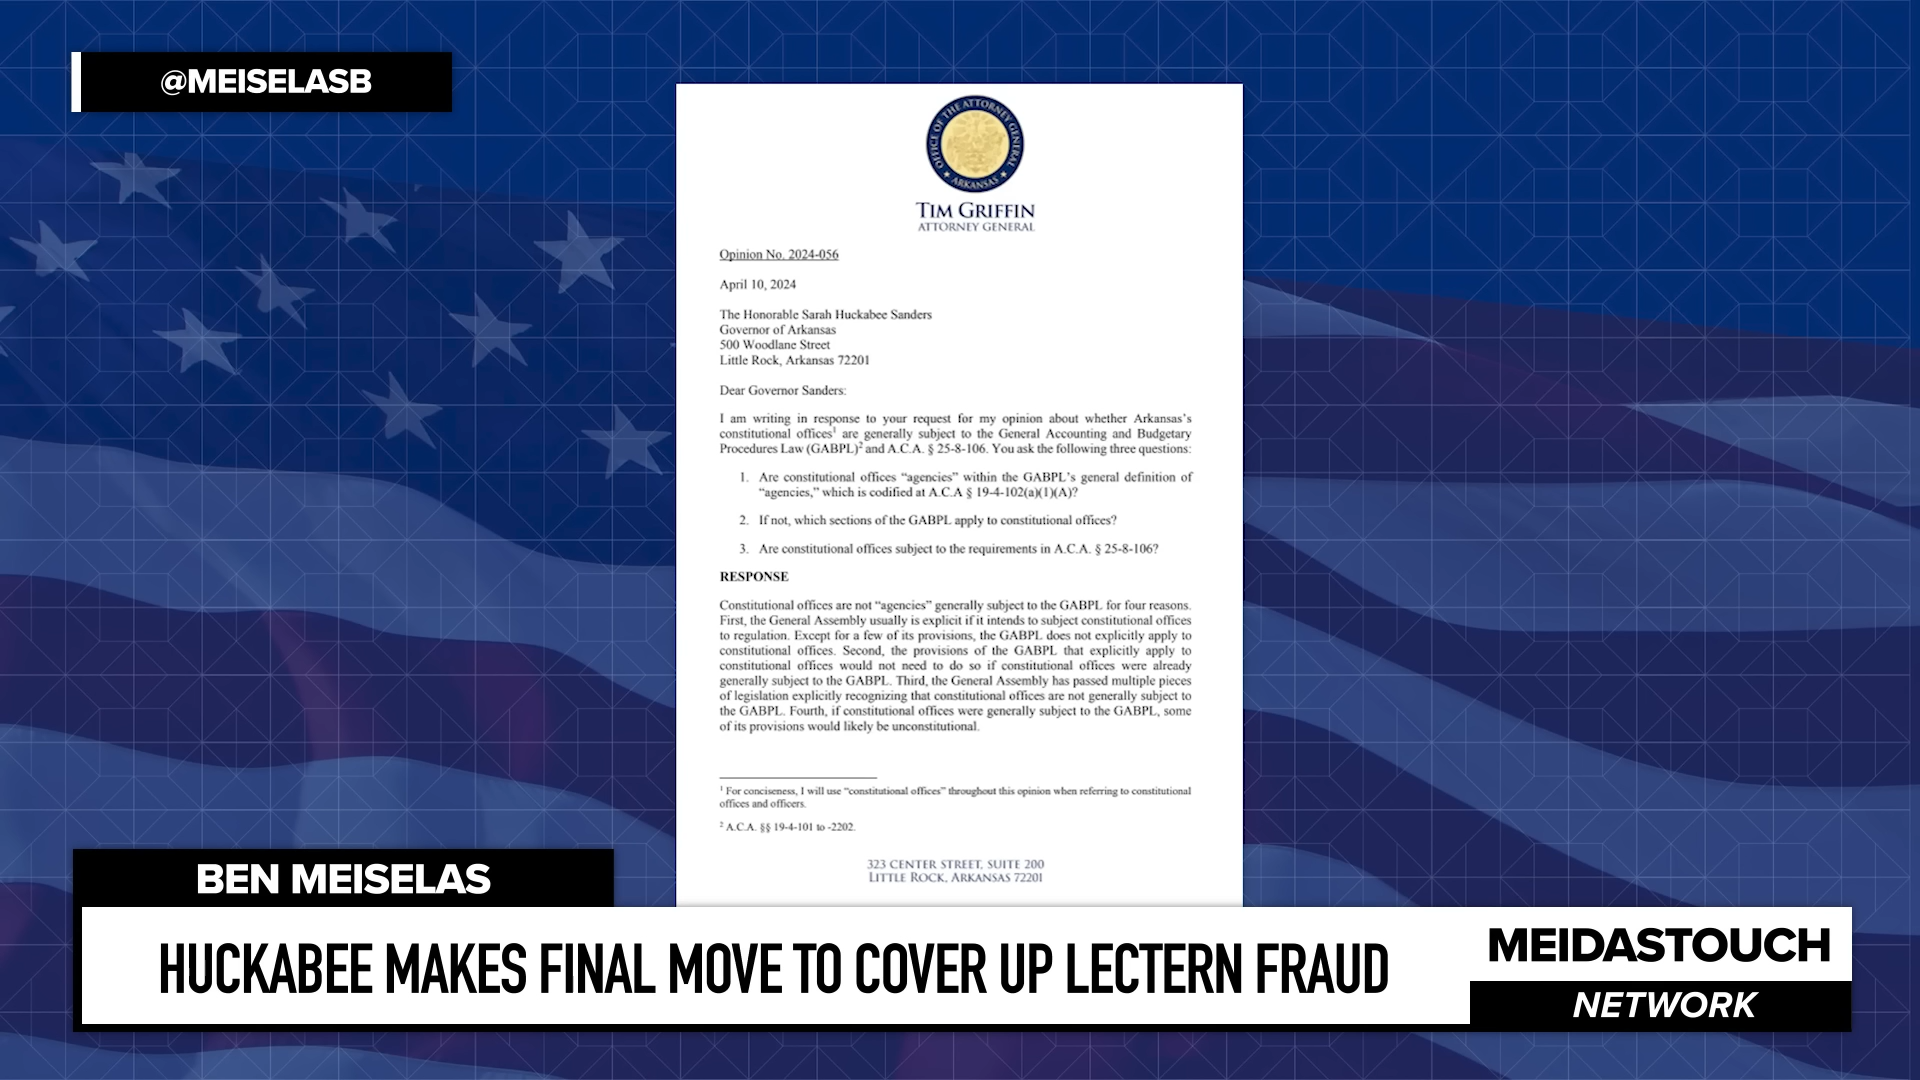 @MEISELASB
OFFICE OF THE ATTORNEY GENERAL
ARKANSAS
TIM GRIFFIN
ATTORNEY GENERAL
Opinion No. 2024-056
April 10, 2024
The Honorable Sarah Huckabee Sanders
Governor of Arkansas
500 Woodlane Street
Little Rock, Arkansas 72201
Dear Governor Sanders:
I am writing in response to your request for my opinion about whether Arkansas's
constitutional offices¹ are generally subject to the General Accounting and Budgetary
Procedures Law (GABPL)² and A.C.A. § 25-8-106. You ask the following three questions:
1. Are constitutional offices “agencies” within the GABPL's general definition of
“agencies,” which is codified at A.C.A § 19-4-102(a)(1)(A)?
2. If not, which sections of the GABPL apply to constitutional offices?
3. Are constitutional offices subject to the requirements in A.C.A. § 25-8-106?
RESPONSE
Constitutional offices are not “agencies” generally subject to the GABPL for four reasons.
First, the General Assembly usually is explicit if it intends to subject constitutional offices
to regulation. Except for a few of its provisions, the GABPL does not explicitly apply to
constitutional offices. Second, the provisions of the GABPL that explicitly apply to
constitutional offices would not need to do so if constitutional offices were already
generally subject to the GABPL. Third, the General Assembly has passed multiple pieces
of legislation explicitly recognizing that constitutional offices are not generally subject to
the GABPL. Fourth, if constitutional offices were generally subject to the GABPL, some
of its provisions would likely be unconstitutional.
¹ For conciseness, I will use “constitutional offices” throughout this opinion when referring to constitutional
offices and officers.
² A.C.A. §§ 19-4-101 to -2202.
323 CENTER STREET, SUITE 200
LITTLE ROCK, ARKANSAS 72201
BEN MEISELAS
HUCKABEE MAKES FINAL MOVE TO COVER UP LECTERN FRAUD
MEIDASTOUCH
NETWORK